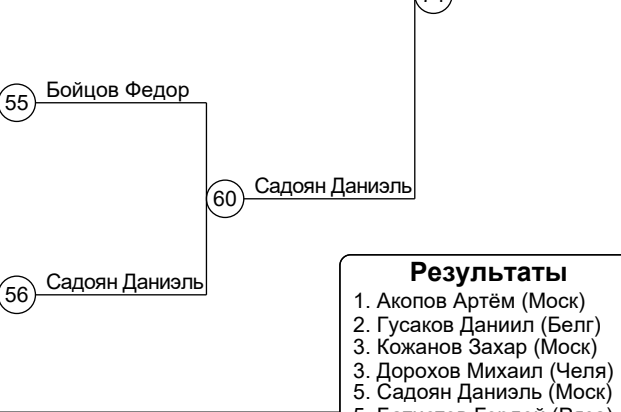 Бойцов Федор
55
Садоян Даниэль
60
Садоян Даниэль
56
Результаты
1. Акопов Артём (Моск)
2. Гусаков Даниил (Белг)
3. Кожанов Захар (Моск)
3. Дорохов Михаил (Челя)
5. Садоян Даниэль (Моск)
5.